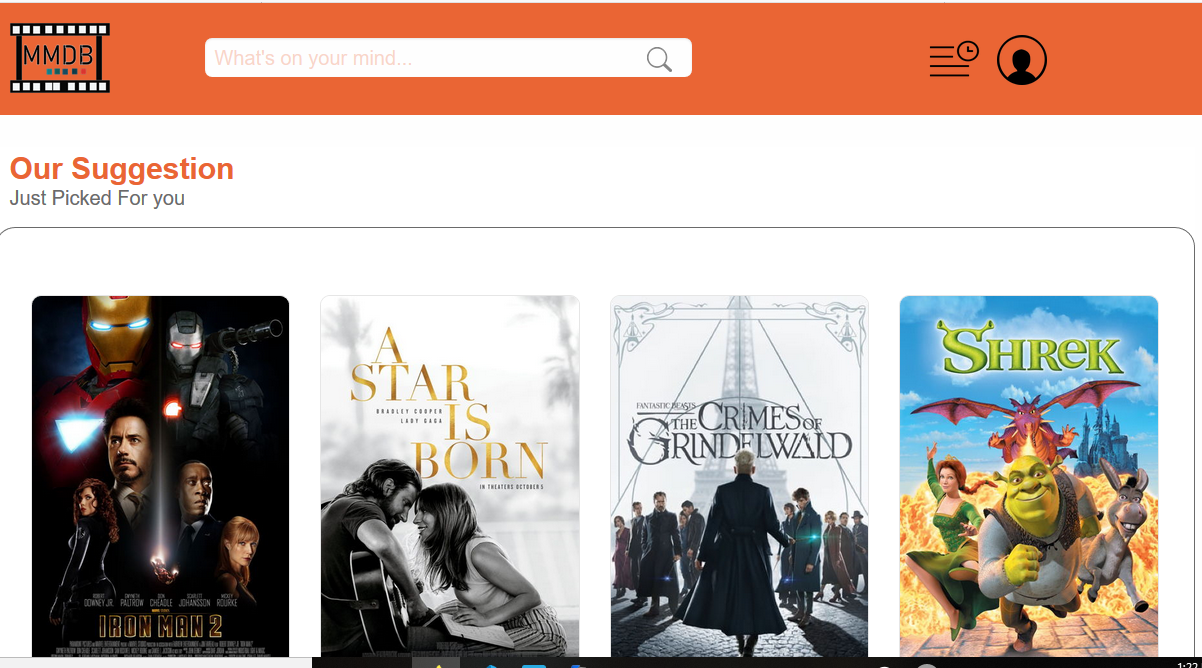 MMDB
What's on your mind...
Our Suggestion
Just Picked For you
ROBERT DOWNEY JR.
GWYNETH PALTROW
DON CHEADLE
SCARLETT JOHANSSON
MICKEY ROURKE
IRON MAN 2
A
STAR
BRADLEY COOPER
LADY GAGA
IS
BORN
IN THEATERS OCTOBER 5
FANTASTIC BEASTS
THE CRIMES OF
GRINDELWALD
SHREK